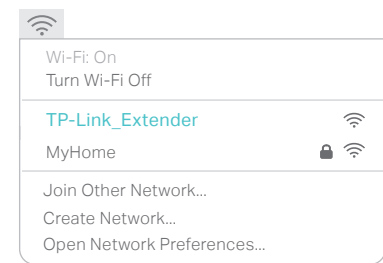 Wi-Fi: On
Turn Wi-Fi Off
TP-Link_Extender
MyHome
Join Other Network...
Create Network...
Open Network Preferences...